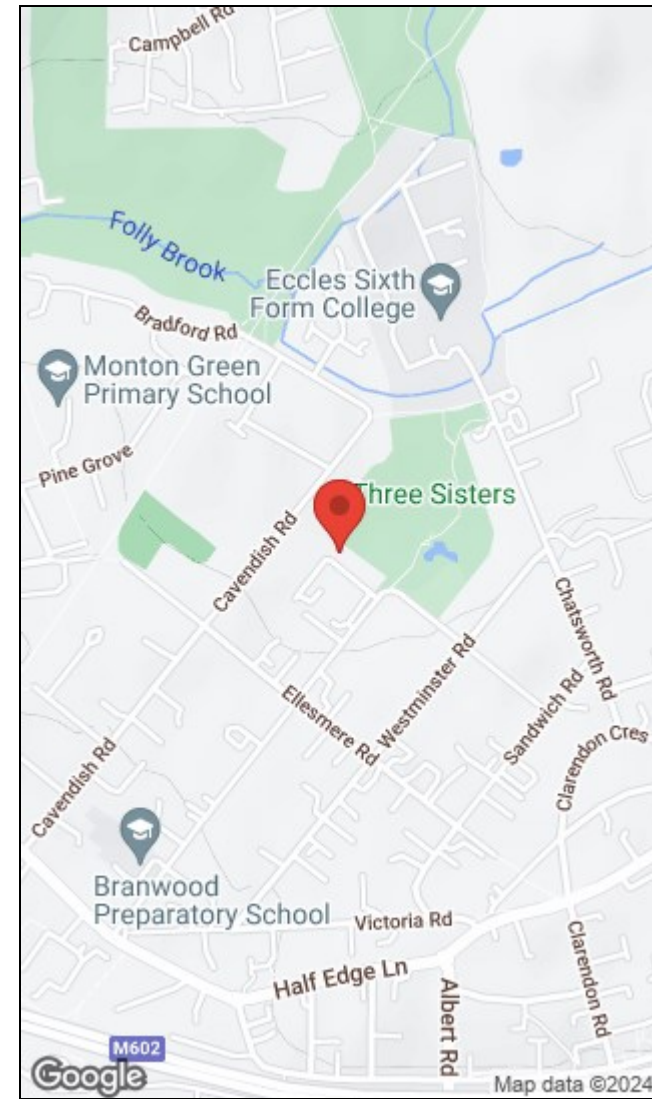 Campbell Rd
Folly Brook
Eccles Sixth
Form College
Bradford Rd
Monton Green
Primary School
Pine Grove
Three Sisters
Cavendish Rd
Chatsworth Rd
Westminster Rd
Sandwich Rd
Ellesmere Rd
Clarendon Cres
Cavendish Rd
Branwood
Preparatory School
Victoria Rd
Half Edge Ln
Albert Rd
Clarendon Rd
M602
Google
Map data ©2024